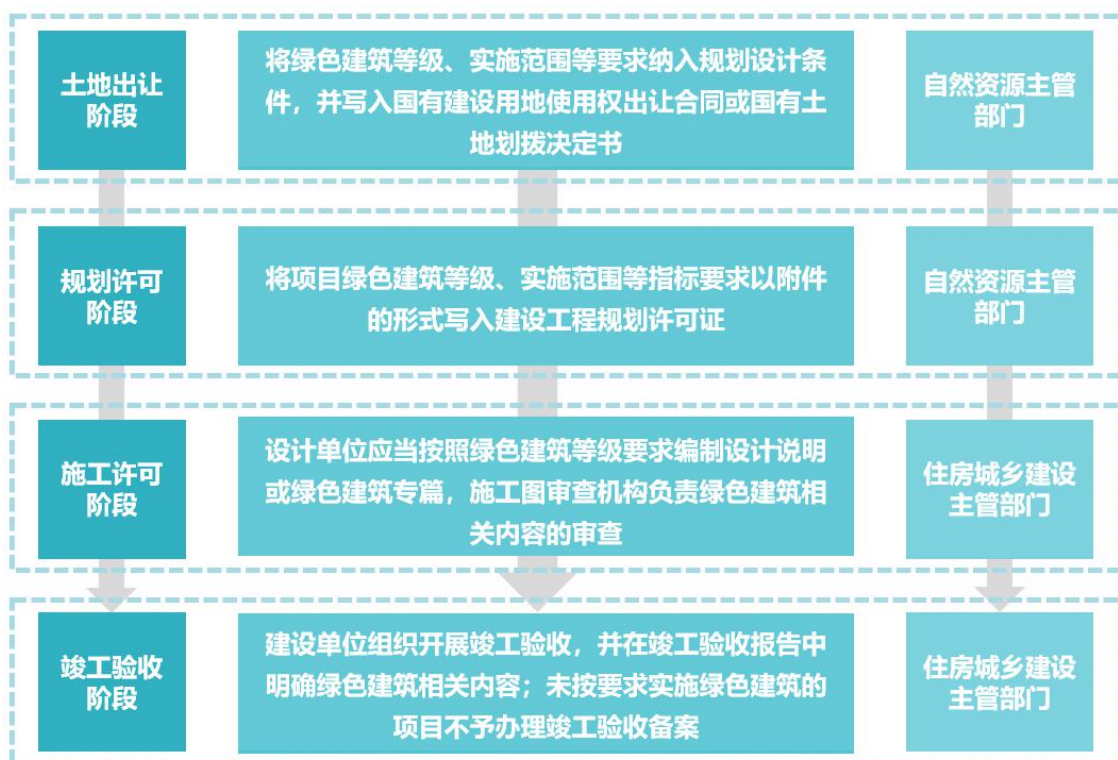 土地出让
阶段
将绿色建筑等级、实施范围等要求纳入规划设计条
件，并写入国有建设用地使用权出让合同或国有土
地划拨决定书
自然资源主管
部门
规划许可
阶段
将项目绿色建筑等级、实施范围等指标要求以附件
的形式写入建设工程规划许可证
自然资源主管
部门
施工许可
阶段
设计单位应当按照绿色建筑等级要求编制设计说明
或绿色建筑专篇，施工图审查机构负责绿色建筑相
关内容的审查
住房城乡建设
主管部门
竣工验收
阶段
建设单位组织开展竣工验收，并在竣工验收报告中
明确绿色建筑相关内容；未按要求实施绿色建筑的
项目不予办理竣工验收备案
住房城乡建设
主管部门